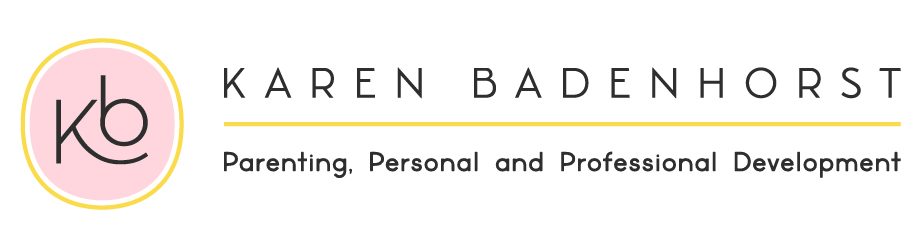 kb
KAREN BADENHORST
Parenting, Personal and Professional Development